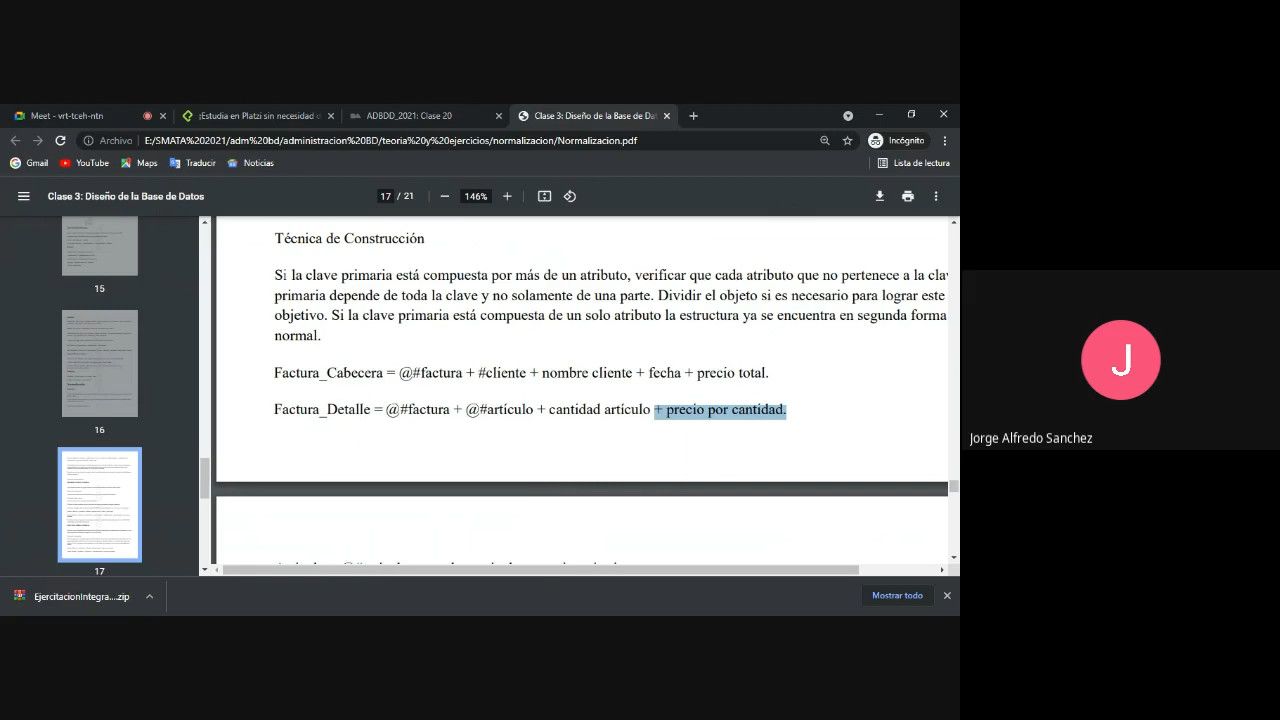 Meet - vrt-tceh-ntn
¡Estudia en Platzi sin necesidad d
ADBDD_2021: Clase 20
Clase 3: Diseño de la Base de Dat
Archivo
E:/SMATA%202021/adm%20bd/administracion%20BD/teoria%20y%20ejercicios/normalizacion/Normalizacion.pdf
Incógnito
Gmail
YouTube
Maps
Traducir
Noticias
Lista de lectura
Clase 3: Diseño de la Base de Datos
17 / 21
146%
Técnica de Construcción
Si la clave primaria está compuesta por más de un atributo, verificar que cada atributo que no pertenece a la cla
primaria depende de toda la clave y no solamente de una parte. Dividir el objeto si es necesario para lograr este
objetivo. Si la clave primaria está compuesta de un solo atributo la estructura ya se encuentra en segunda forma
normal.
Factura_Cabecera = @#factura + #cliente + nombre cliente + fecha + precio total.
Factura_Detalle = @#factura + @#artículo + cantidad artículo + precio por cantidad.
15
16
17
EjercitacionIntegra....zip
Mostrar todo
J
Jorge Alfredo Sanchez